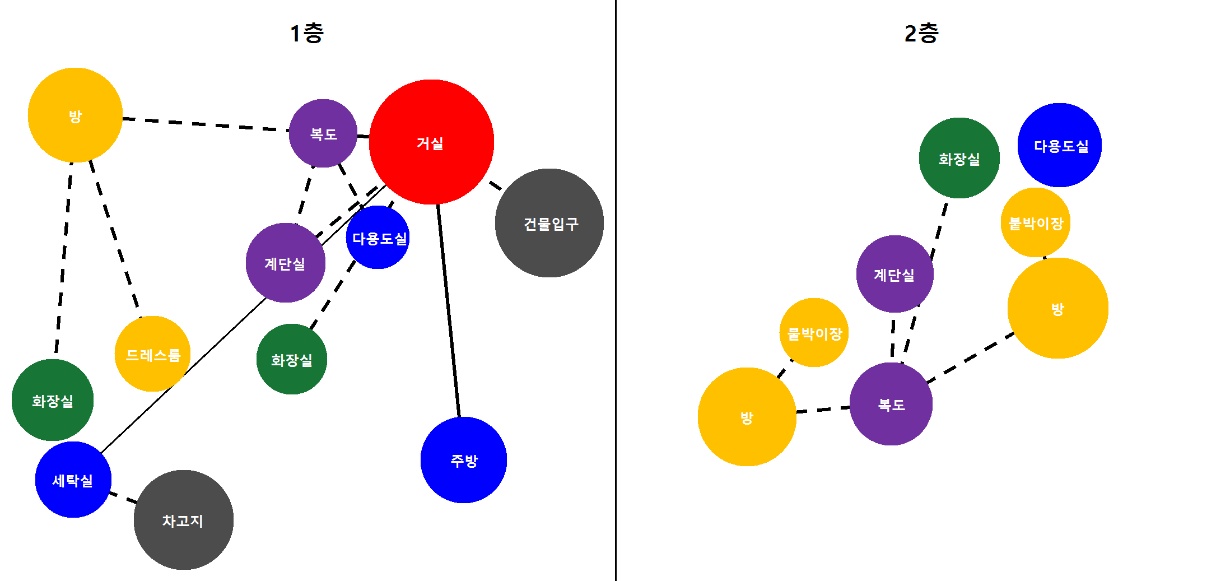 1층
방
복도
거실
건물입구
계단실
다용도실
드레스룸
화장실
화장실
세탁실
차고지
주방
2층
화장실
다용도실
붙박이장
계단실
방
붙박이장
방
복도